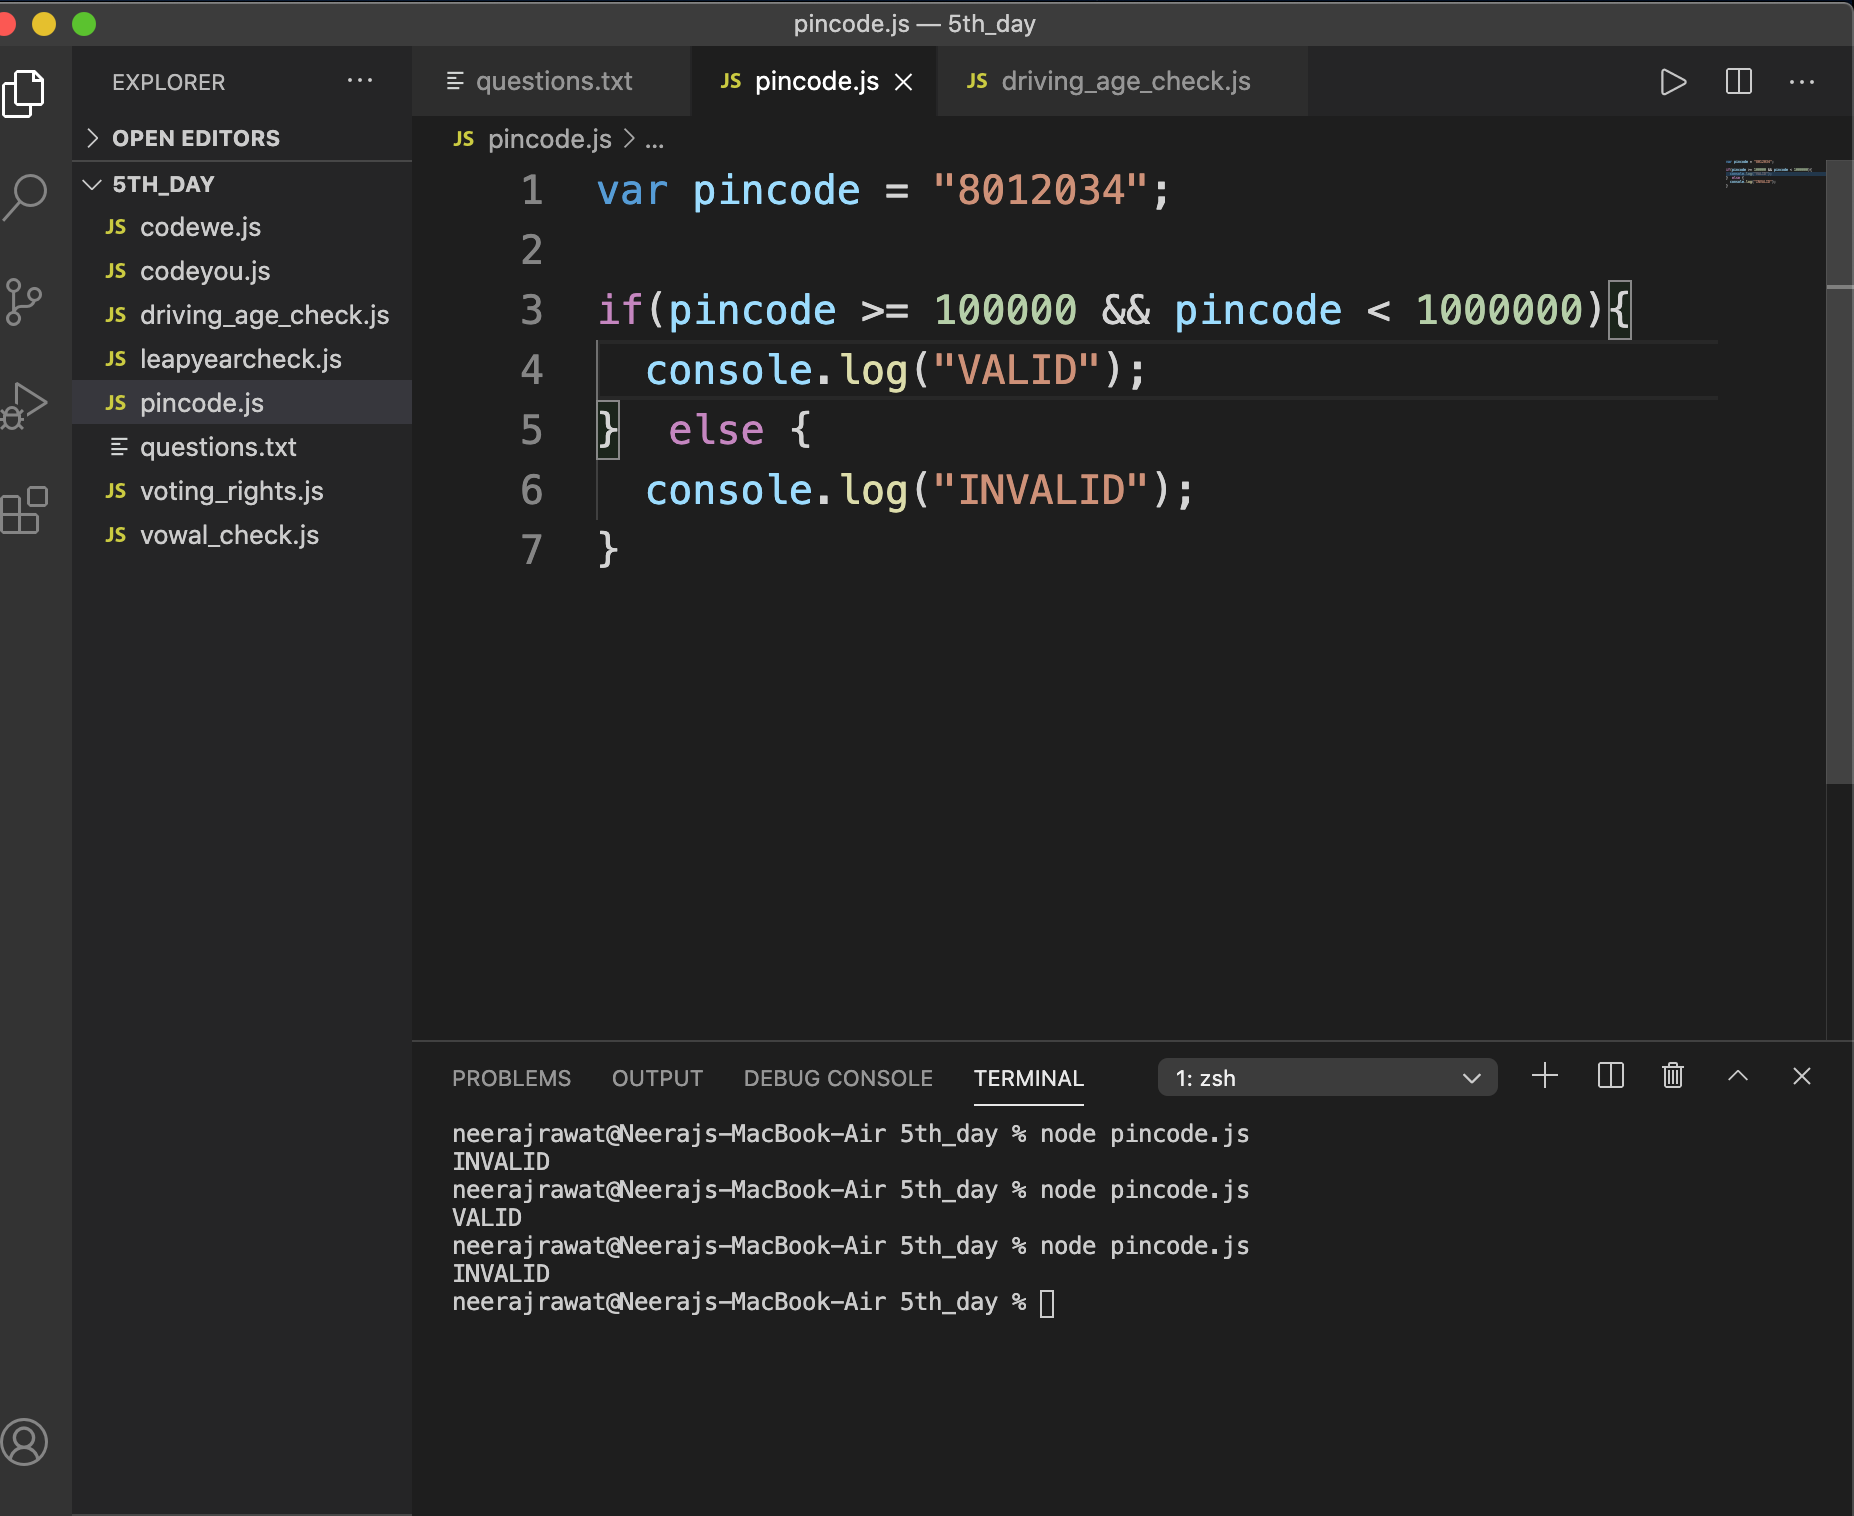 pincode.js — 5th_day
EXPLORER
questions.txt
JS pincode.js
JS driving_age_check.js
OPEN EDITORS
JS pincode.js > ...
5TH_DAY
JS codewe.js
JS codeyou.js
JS driving_age_check.js
JS leapyearcheck.js
JS pincode.js
questions.txt
JS voting_rights.js
JS vowal_check.js
1 var pincode = "8012034";
2
3 if(pincode >= 100000 && pincode < 1000000){
4 console.log("VALID");
5 } else {
6 console.log("INVALID");
7 }
PROBLEMS OUTPUT DEBUG CONSOLE TERMINAL 1: zsh
neerajrawat@Neerajs-MacBook-Air 5th_day % node pincode.js
INVALID
neerajrawat@Neerajs-MacBook-Air 5th_day % node pincode.js
VALID
neerajrawat@Neerajs-MacBook-Air 5th_day % node pincode.js
INVALID
neerajrawat@Neerajs-MacBook-Air 5th_day %